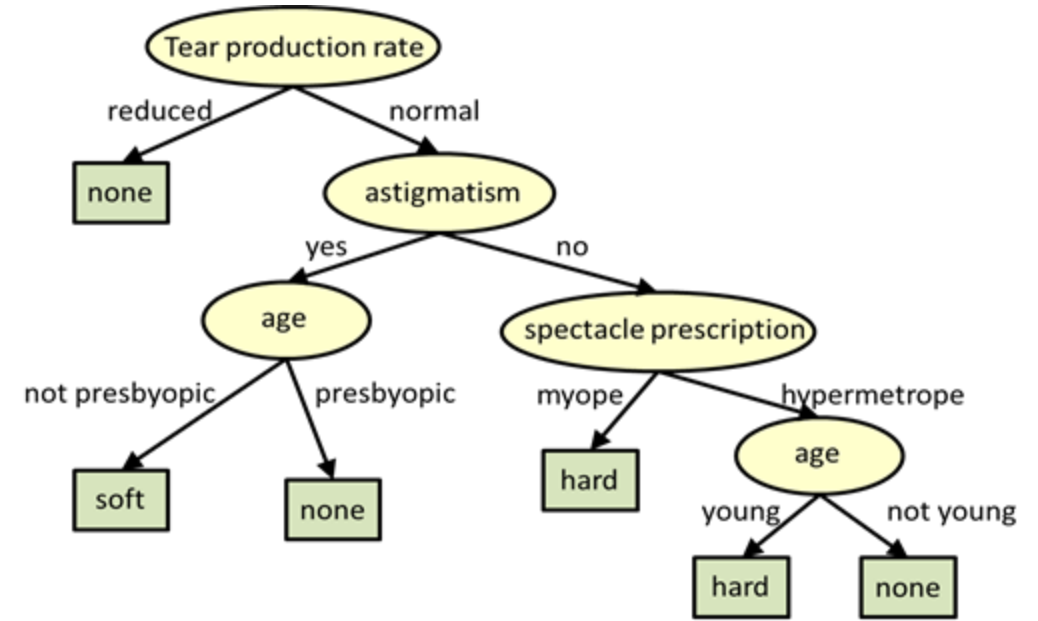 Tear production rate
reduced
normal
none
astigmatism
yes
no
age
spectacle prescription
not presbyopic
presbyopic
myope
hypermetrope
soft
none
hard
age
young
not young
hard
none